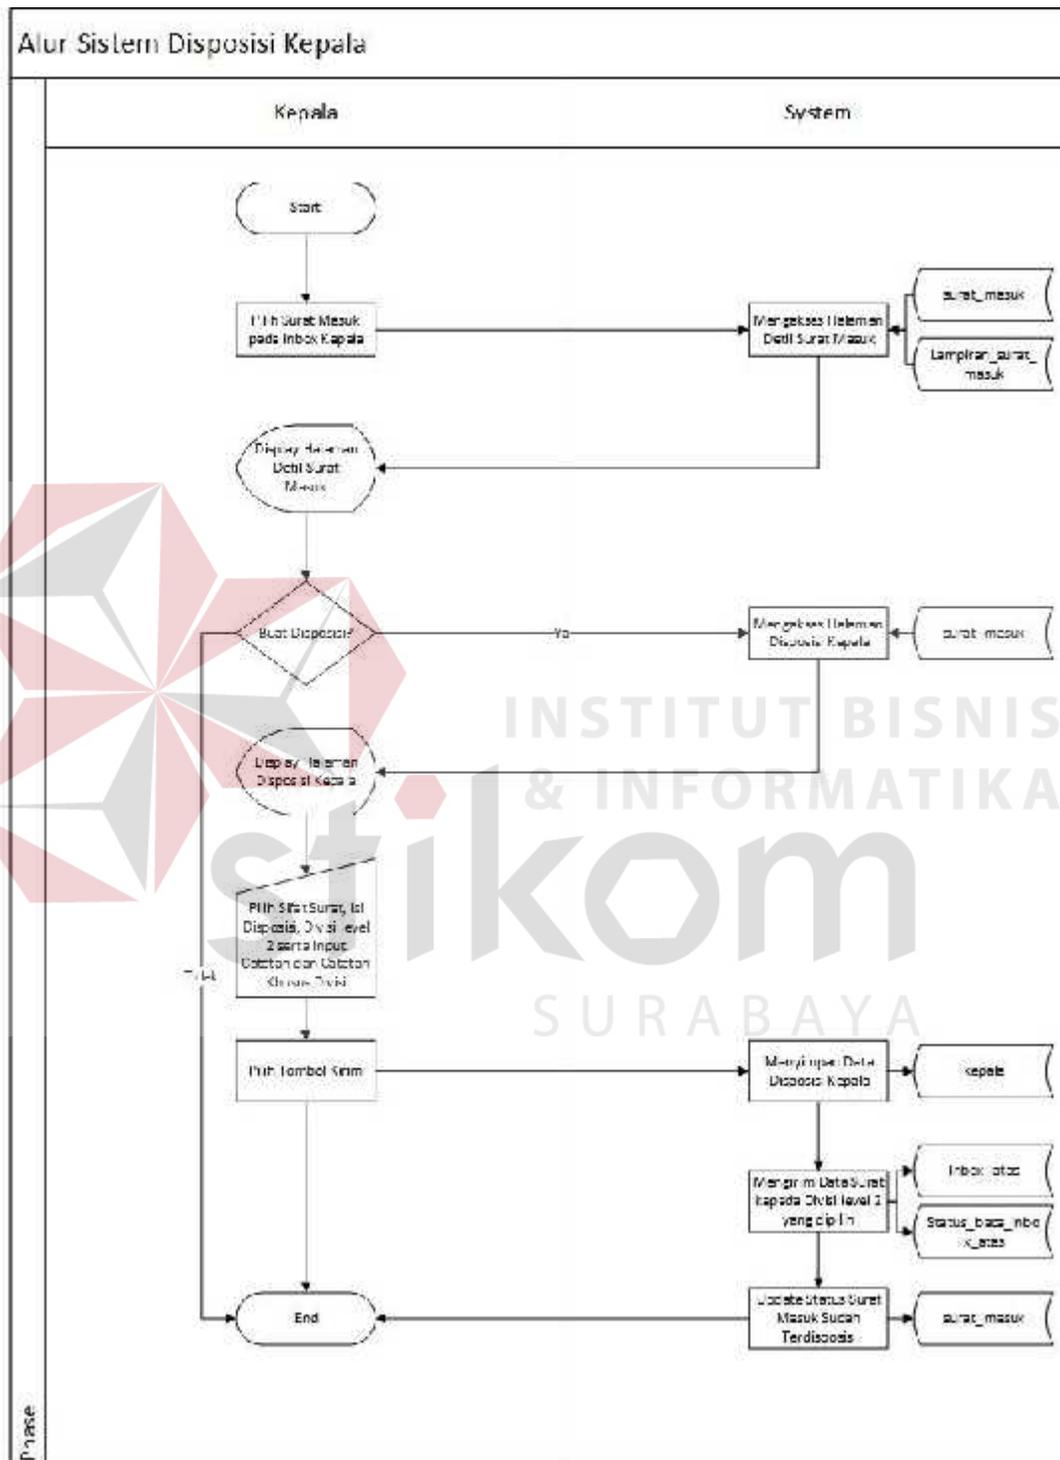 Alur Sistem Disposisi Kepala
Kepala
System
Start
Pilih Surat Masuk
pada Inbox Kepala
Mengakses Halaman
Detil Surat Masuk
surat_masuk
Lampiran_surat_
masuk
Display Halaman
Detil Surat
Masuk
Buat Disposisi?
Ya
Mengakses Halaman
Disposisi Kepala
surat_masuk
INSTITUT BISNIS
& INFORMATIKA
stikom
SURABAYA
Display Halaman
Disposisi Kepala
Pilih Sifat Surat, Isi
Disposisi, Divisi level
2 serta Input
Catatan dan Catatan
Khusus Divisi
Tidak
Pilih Tombol Kirim
Menyimpan Data
Disposisi Kepala
kepala
Mengirim Data Surat
kepada Divisi level 2
yang dipilih
inbox_atas
Status_baca_inbo
x_atas
Update Status Surat
Masuk Sudah
Terdisposisi
surat_masuk
End
Phase